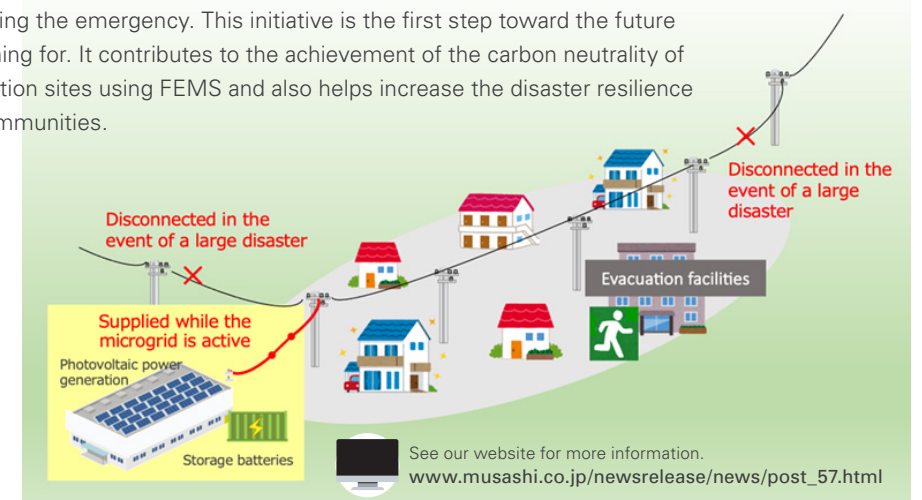 ing the emergency. This initiative is the first step toward the future
ing for. It contributes to the achievement of the carbon neutrality of
tion sites using FEMS and also helps increase the disaster resilience
mmunities.
Disconnected in the
event of a large
disaster
Disconnected in the
event of a large disaster
Evacuation facilities
Supplied while the
microgrid is active
Photovoltaic power
generation
Storage batteries
See our website for more information.
www.musashi.co.jp/newsrelease/news/post_57.html